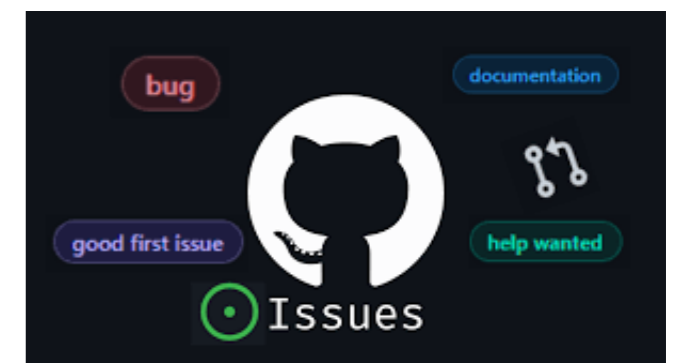 bug
documentation
good first issue
help wanted
Issues